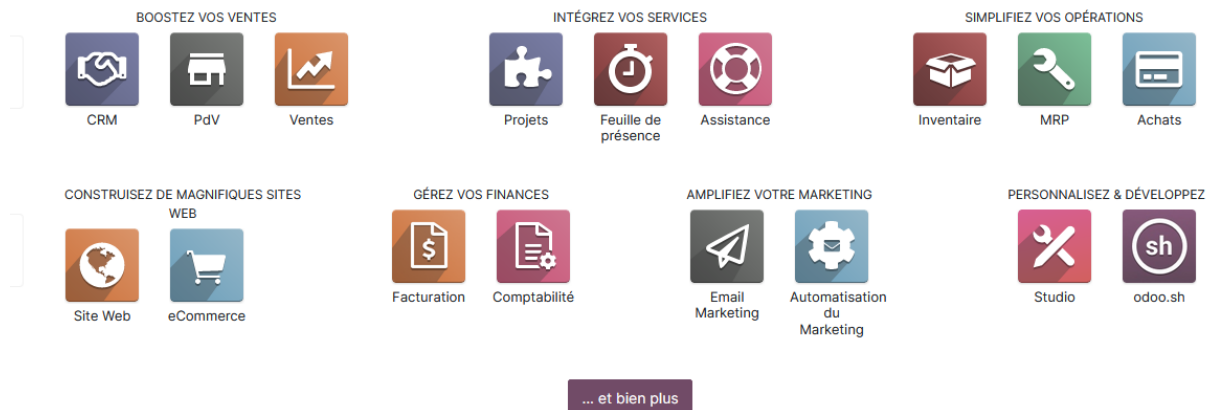 BOOSTEZ VOS VENTES
INTÉGREZ VOS SERVICES
SIMPLIFIEZ VOS OPÉRATIONS
CRM
PdV
Ventes
Projets
Feuille de
présence
Assistance
Inventaire
MRP
Achats
CONSTRUISEZ DE MAGNIFIQUES SITES
WEB
GÉREZ VOS FINANCES
AMPLIFIEZ VOTRE MARKETING
PERSONNALISEZ & DÉVELOPPEZ
$
sh
Site Web
eCommerce
Facturation
Comptabilité
Email
Marketing
Automatisation
du
Marketing
Studio
odoo.sh
... et bien plus